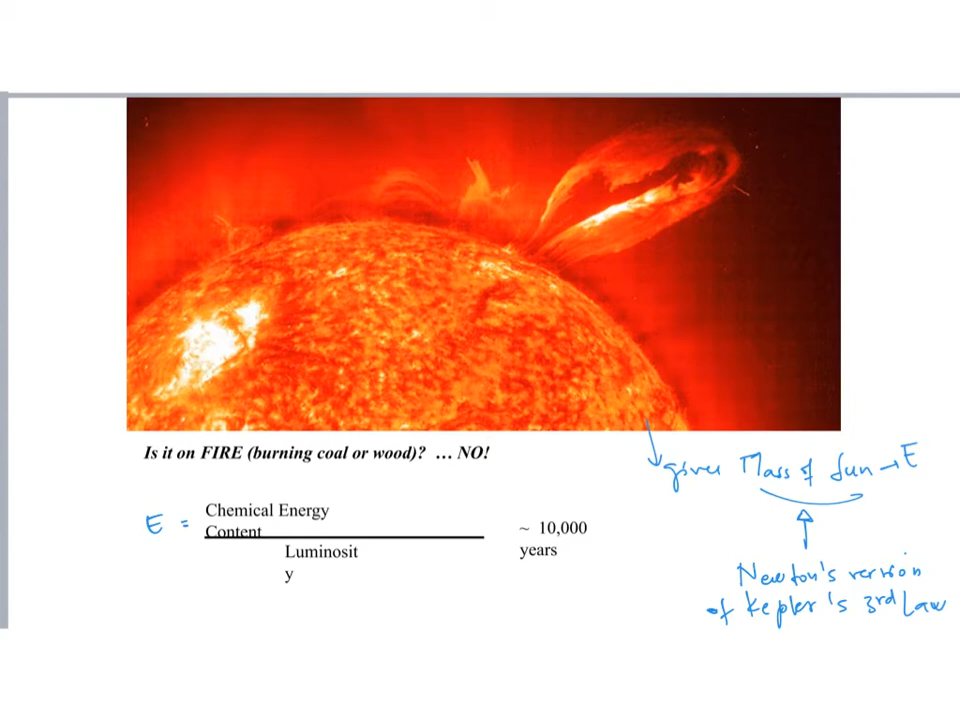 Is it on FIRE (burning coal or wood)? … NO!
given Mass of Sun → E
E =
Chemical Energy
Content
Luminosit
y
~ 10,000
years
Newton's version
of Kepler's 3rd Law